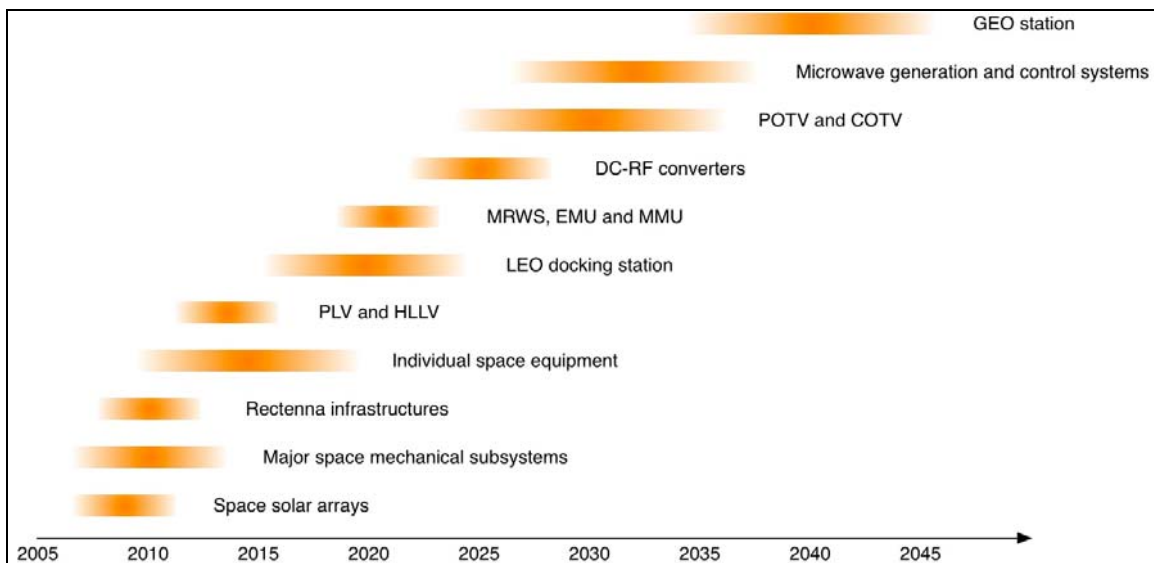 GEO station
Microwave generation and control systems
POTV and COTV
DC-RF converters
MRWS, EMU and MMU
LEO docking station
PLV and HLLV
Individual space equipment
Rectenna infrastructures
Major space mechanical subsystems
Space solar arrays
2005 2010 2015 2020 2025 2030 2035 2040 2045